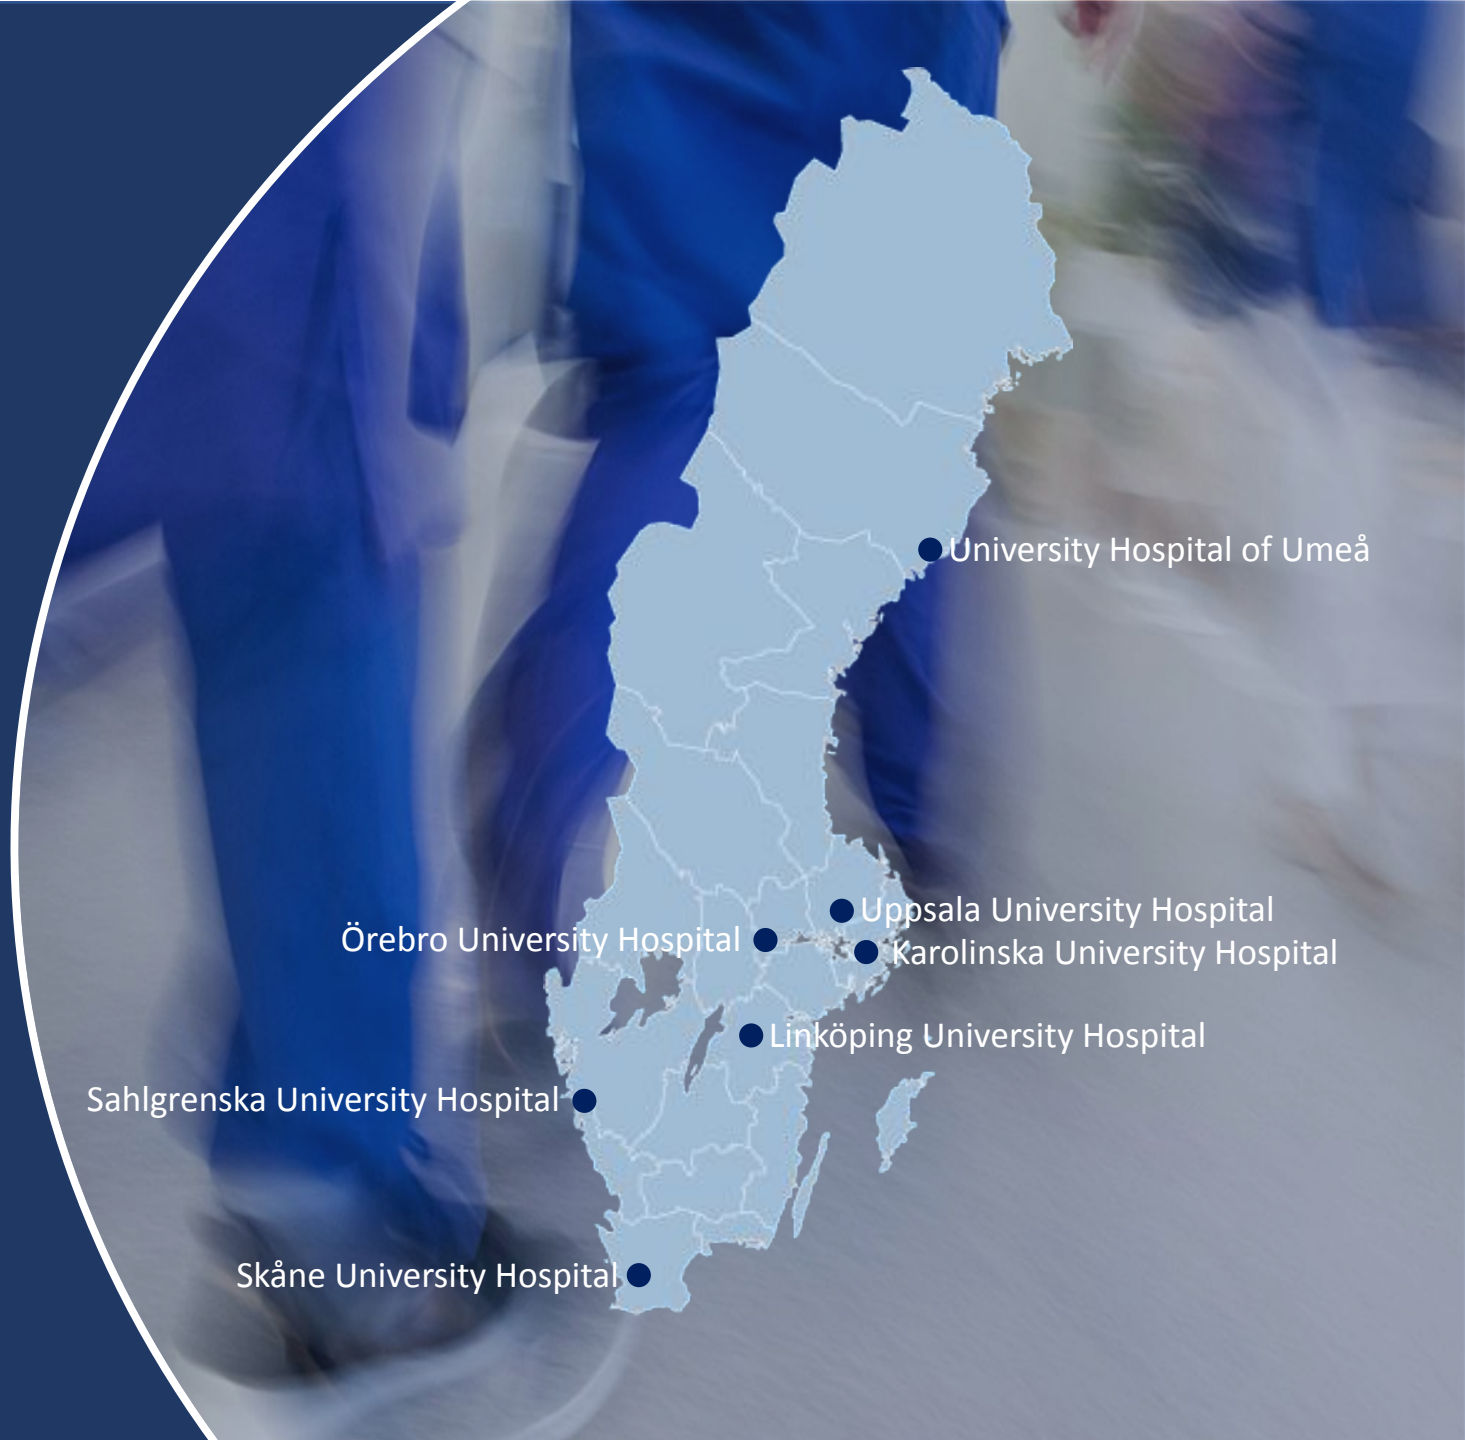 University Hospital of Umeå
Uppsala University Hospital
Örebro University Hospital
Karolinska University Hospital
Linköping University Hospital
Sahlgrenska University Hospital
Skåne University Hospital